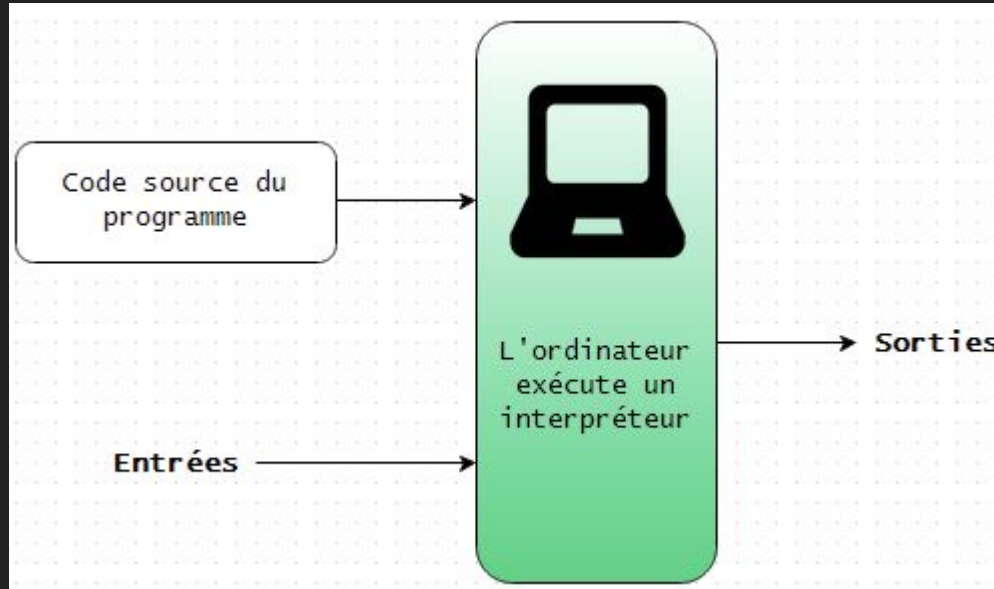 Code source du
programme
L'ordinateur
exécute un
interpréteur
Entrées
Sorties